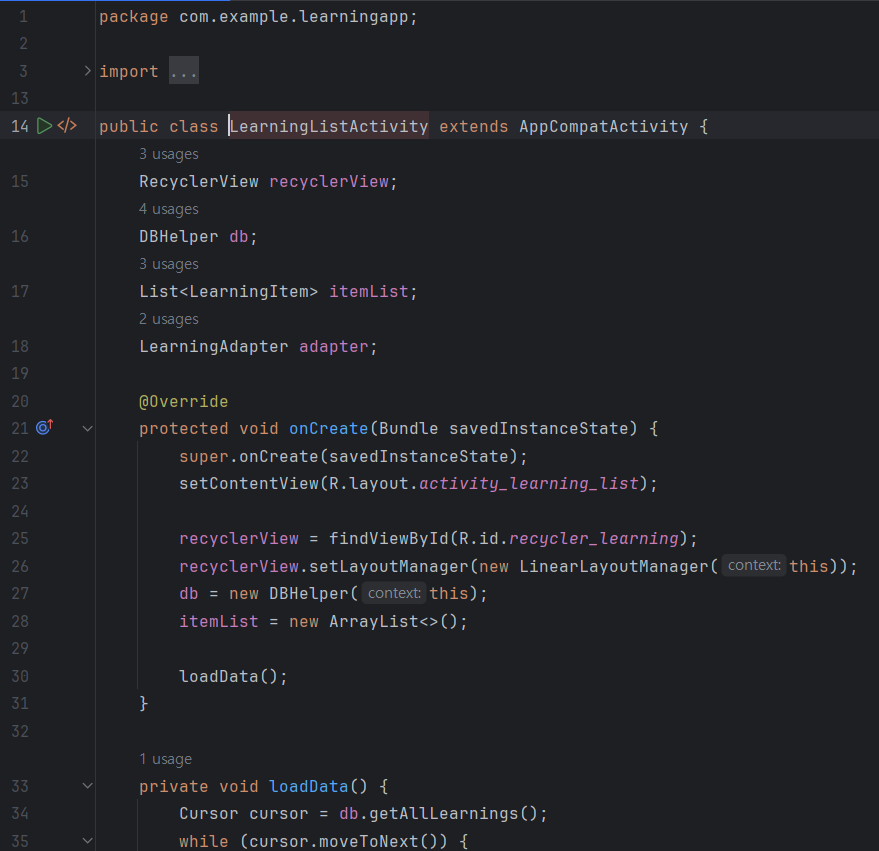 1 package com.example.learningapp;
2
3 import ...
13
14 public class LearningListActivity extends AppCompatActivity {
3 usages
15 RecyclerView recyclerView;
4 usages
16 DBHelper db;
3 usages
17 List<LearningItem> itemList;
2 usages
18 LearningAdapter adapter;
19
20 @Override
21 protected void onCreate(Bundle savedInstanceState) {
22 super.onCreate(savedInstanceState);
23 setContentView(R.layout.activity_learning_list);
24
25 recyclerView = findViewById(R.id.recycler_learning);
26 recyclerView.setLayoutManager(new LinearLayoutManager( context: this));
27 db = new DBHelper( context: this);
28 itemList = new ArrayList<>();
29
30 loadData();
31 }
32
1 usage
33 private void loadData() {
34 Cursor cursor = db.getAllLearnings();
35 while (cursor.moveToNext()) {